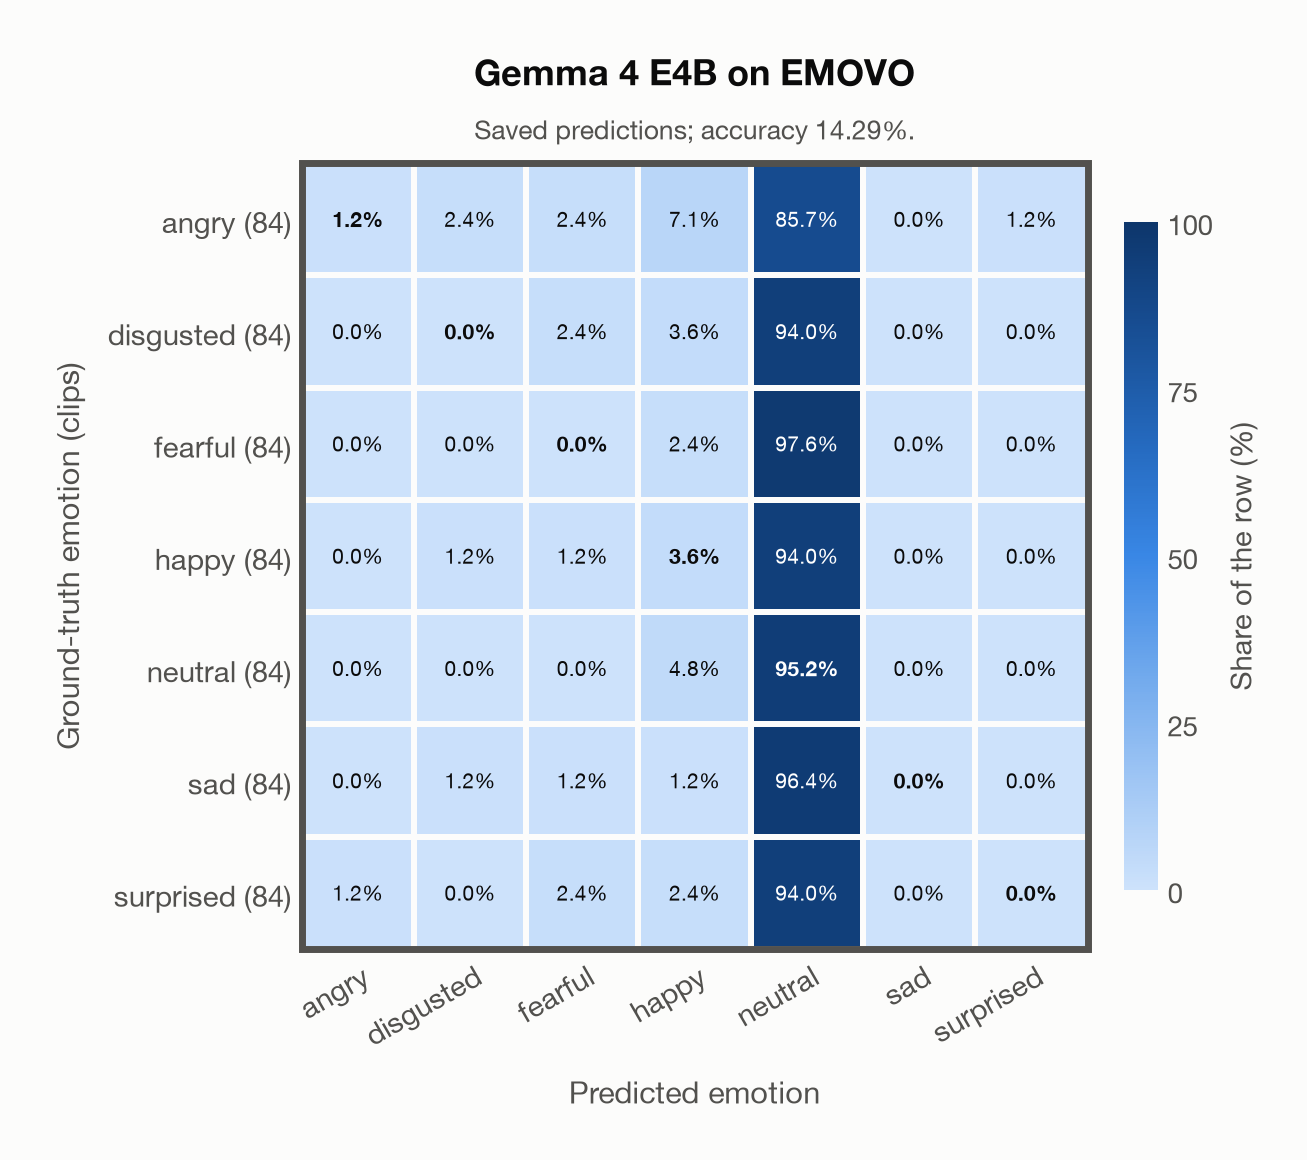 Gemma 4 E4B on EMOVO
Saved predictions; accuracy 14.29%.
Ground-truth emotion (clips)
angry (84) 1.2% 2.4% 2.4% 7.1% 85.7% 0.0% 1.2%
disgusted (84) 0.0% 0.0% 2.4% 3.6% 94.0% 0.0% 0.0%
fearful (84) 0.0% 0.0% 0.0% 2.4% 97.6% 0.0% 0.0%
happy (84) 0.0% 1.2% 1.2% 3.6% 94.0% 0.0% 0.0%
neutral (84) 0.0% 0.0% 0.0% 4.8% 95.2% 0.0% 0.0%
sad (84) 0.0% 1.2% 1.2% 1.2% 96.4% 0.0% 0.0%
surprised (84) 1.2% 0.0% 2.4% 2.4% 94.0% 0.0% 0.0%
angry disgusted fearful happy neutral sad surprised
Predicted emotion
100
75
50
25
0
Share of the row (%)